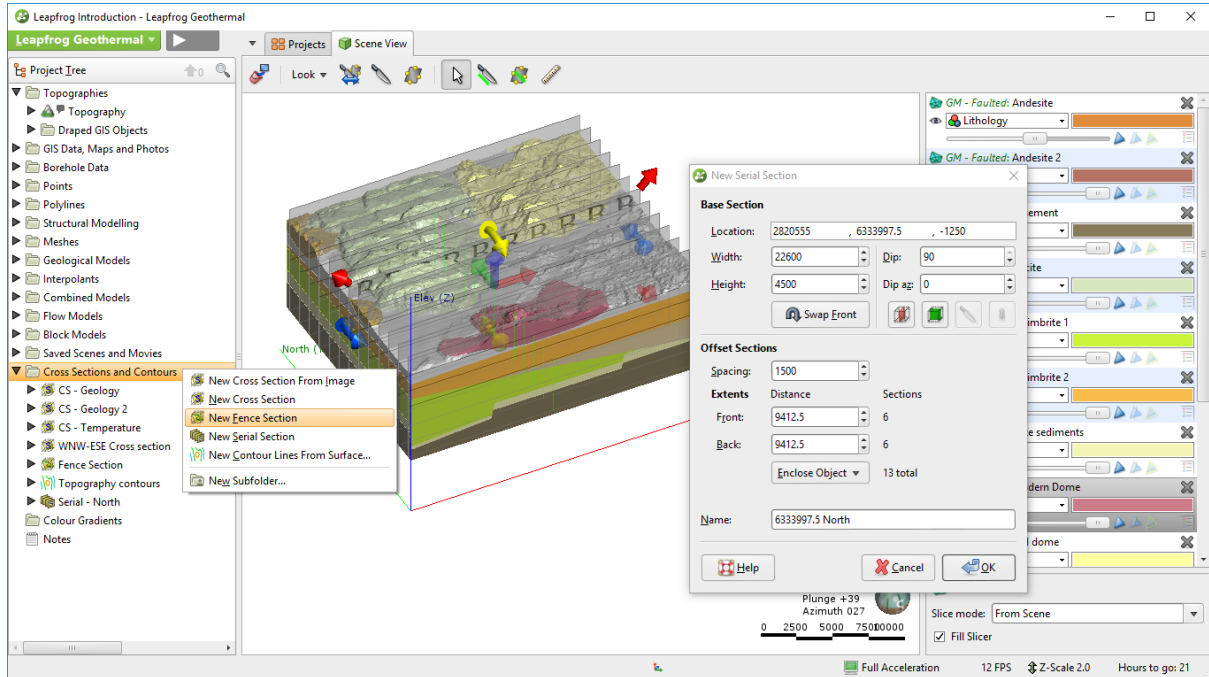 Leapfrog Introduction - Leapfrog Geothermal
Leapfrog Geothermal
Projects
Scene View
Project Tree
0
Look
Topographies
Topography
Draped GIS Objects
GIS Data, Maps and Photos
Borehole Data
Points
Polylines
Structural Modelling
Meshes
Geological Models
Interpolants
Combined Models
Flow Models
Block Models
Saved Scenes and Movies
Cross Sections and Contours
CS - Geology
CS - Geology 2
CS - Temperature
WNW-ESE Cross section
Fence Section
Topography contours
Serial - North
Colour Gradients
Notes
New Cross Section From Image
New Cross Section
New Fence Section
New Serial Section
New Contour Lines From Surface...
New Subfolder...
Elev (Z)
North (
Plunge +39
Azimuth 027
0 2500 5000 7500
New Serial Section
Base Section
Location: 2820555 , 6333997.5 , -1250
Width: 22600 Dip: 90
Height: 4500 Dip az: 0
Swap Front
Offset Sections
Spacing: 1500
Extents Distance Sections
Front: 9412.5 6
Back: 9412.5 6
Enclose Object 13 total
Name: 6333997.5 North
Help Cancel OK
GM - Faulted: Andesite
Lithology
GM - Faulted: Andesite 2
ement
ite
imbrite 1
imbrite 2
e sediments
dern Dome
dome
Slice mode: From Scene
Fill Slicer
Full Acceleration 12 FPS Z-Scale 2.0 Hours to go: 21